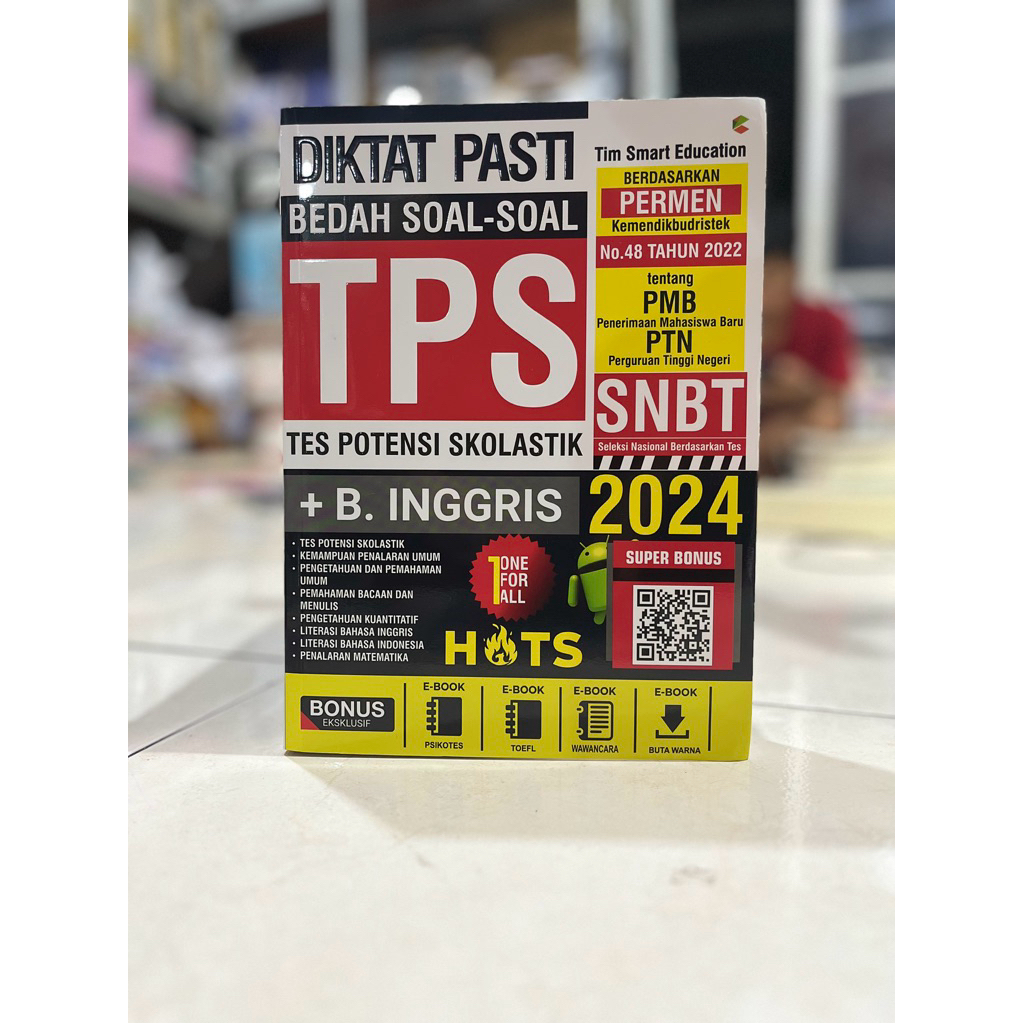 DIKTAT PASTI
BEDAH SOAL-SOAL
TPS
TES POTENSI SKOLASTIK
Tim Smart Education
BERDASARKAN
PERMEN
Kemendikbudristek
No.48 TAHUN 2022
tentang
PMB
Penerimaan Mahasiswa Baru
PTN
Perguruan Tinggi Negeri
SNBT
Seleksi Nasional Berdasarkan Tes
+ B. INGGRIS
2024
• TES POTENSI SKOLASTIK
• KEMAMPUAN PENALARAN UMUM
• PENGETAHUAN DAN PEMAHAMAN
UMUM
• PEMAHAMAN BACAAN DAN
MENULIS
• PENGETAHUAN KUANTITATIF
• LITERASI BAHASA INGGRIS
• LITERASI BAHASA INDONESIA
• PENALARAN MATEMATIKA
1 ONE
FOR
ALL
HOTS
SUPER BONUS
BONUS
EKSKLUSIF
E-BOOK
PSIKOTES
E-BOOK
TOEFL
E-BOOK
WAWANCARA
E-BOOK
BUTA WARNA